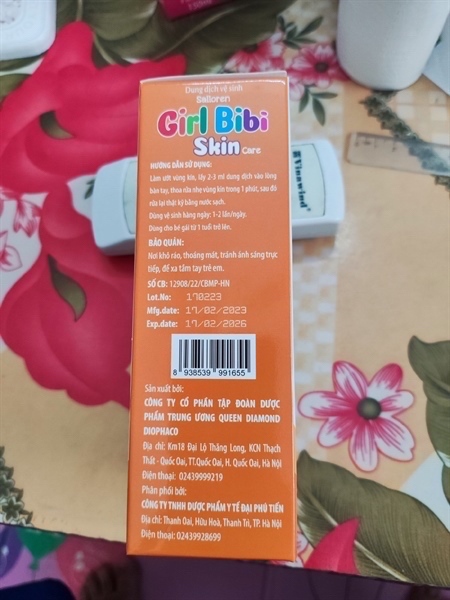 150ml
Dung dịch vệ sinh
Salloren
Girl Bibi
Skin Care
HƯỚNG DẪN SỬ DỤNG:
Làm ướt vùng kín, lấy 2-3 ml dung dịch vào lòng
bàn tay, thoa rửa nhẹ vùng kín trong 1 phút, sau đó
rửa lại thật kỹ bằng nước sạch.
Dùng vệ sinh hàng ngày: 1-2 lần/ngày.
Dùng cho bé gái từ 1 tuổi trở lên.
BẢO QUẢN:
Nơi khô ráo, thoáng mát, tránh ánh sáng trực
tiếp, để xa tầm tay trẻ em.
SỐ CB: 12908/22/CBMP-HN
Lot.No: 170223
Mfg.date: 17/02/2023
Exp.date: 17/02/2026
8 938539 991655
Sản xuất bởi:
CÔNG TY CỔ PHẦN TẬP ĐOÀN DƯỢC
PHẨM TRUNG ƯƠNG QUEEN DIAMOND
DIOPHACO
Địa chỉ: Km18 Đại Lộ Thăng Long, KCN Thạch
Thất - Quốc Oai, TT.Quốc Oai, H. Quốc Oai, Hà Nội
Điện thoại: 02439999219
Phân phối bởi:
CÔNG TY TNHH DƯỢC PHẨM Y TẾ ĐẠI PHÚ TIẾN
Địa chỉ: Thanh Oai, Hữu Hoà, Thanh Trì, TP. Hà Nội
Điện thoại: 02439928699
Vinnwind